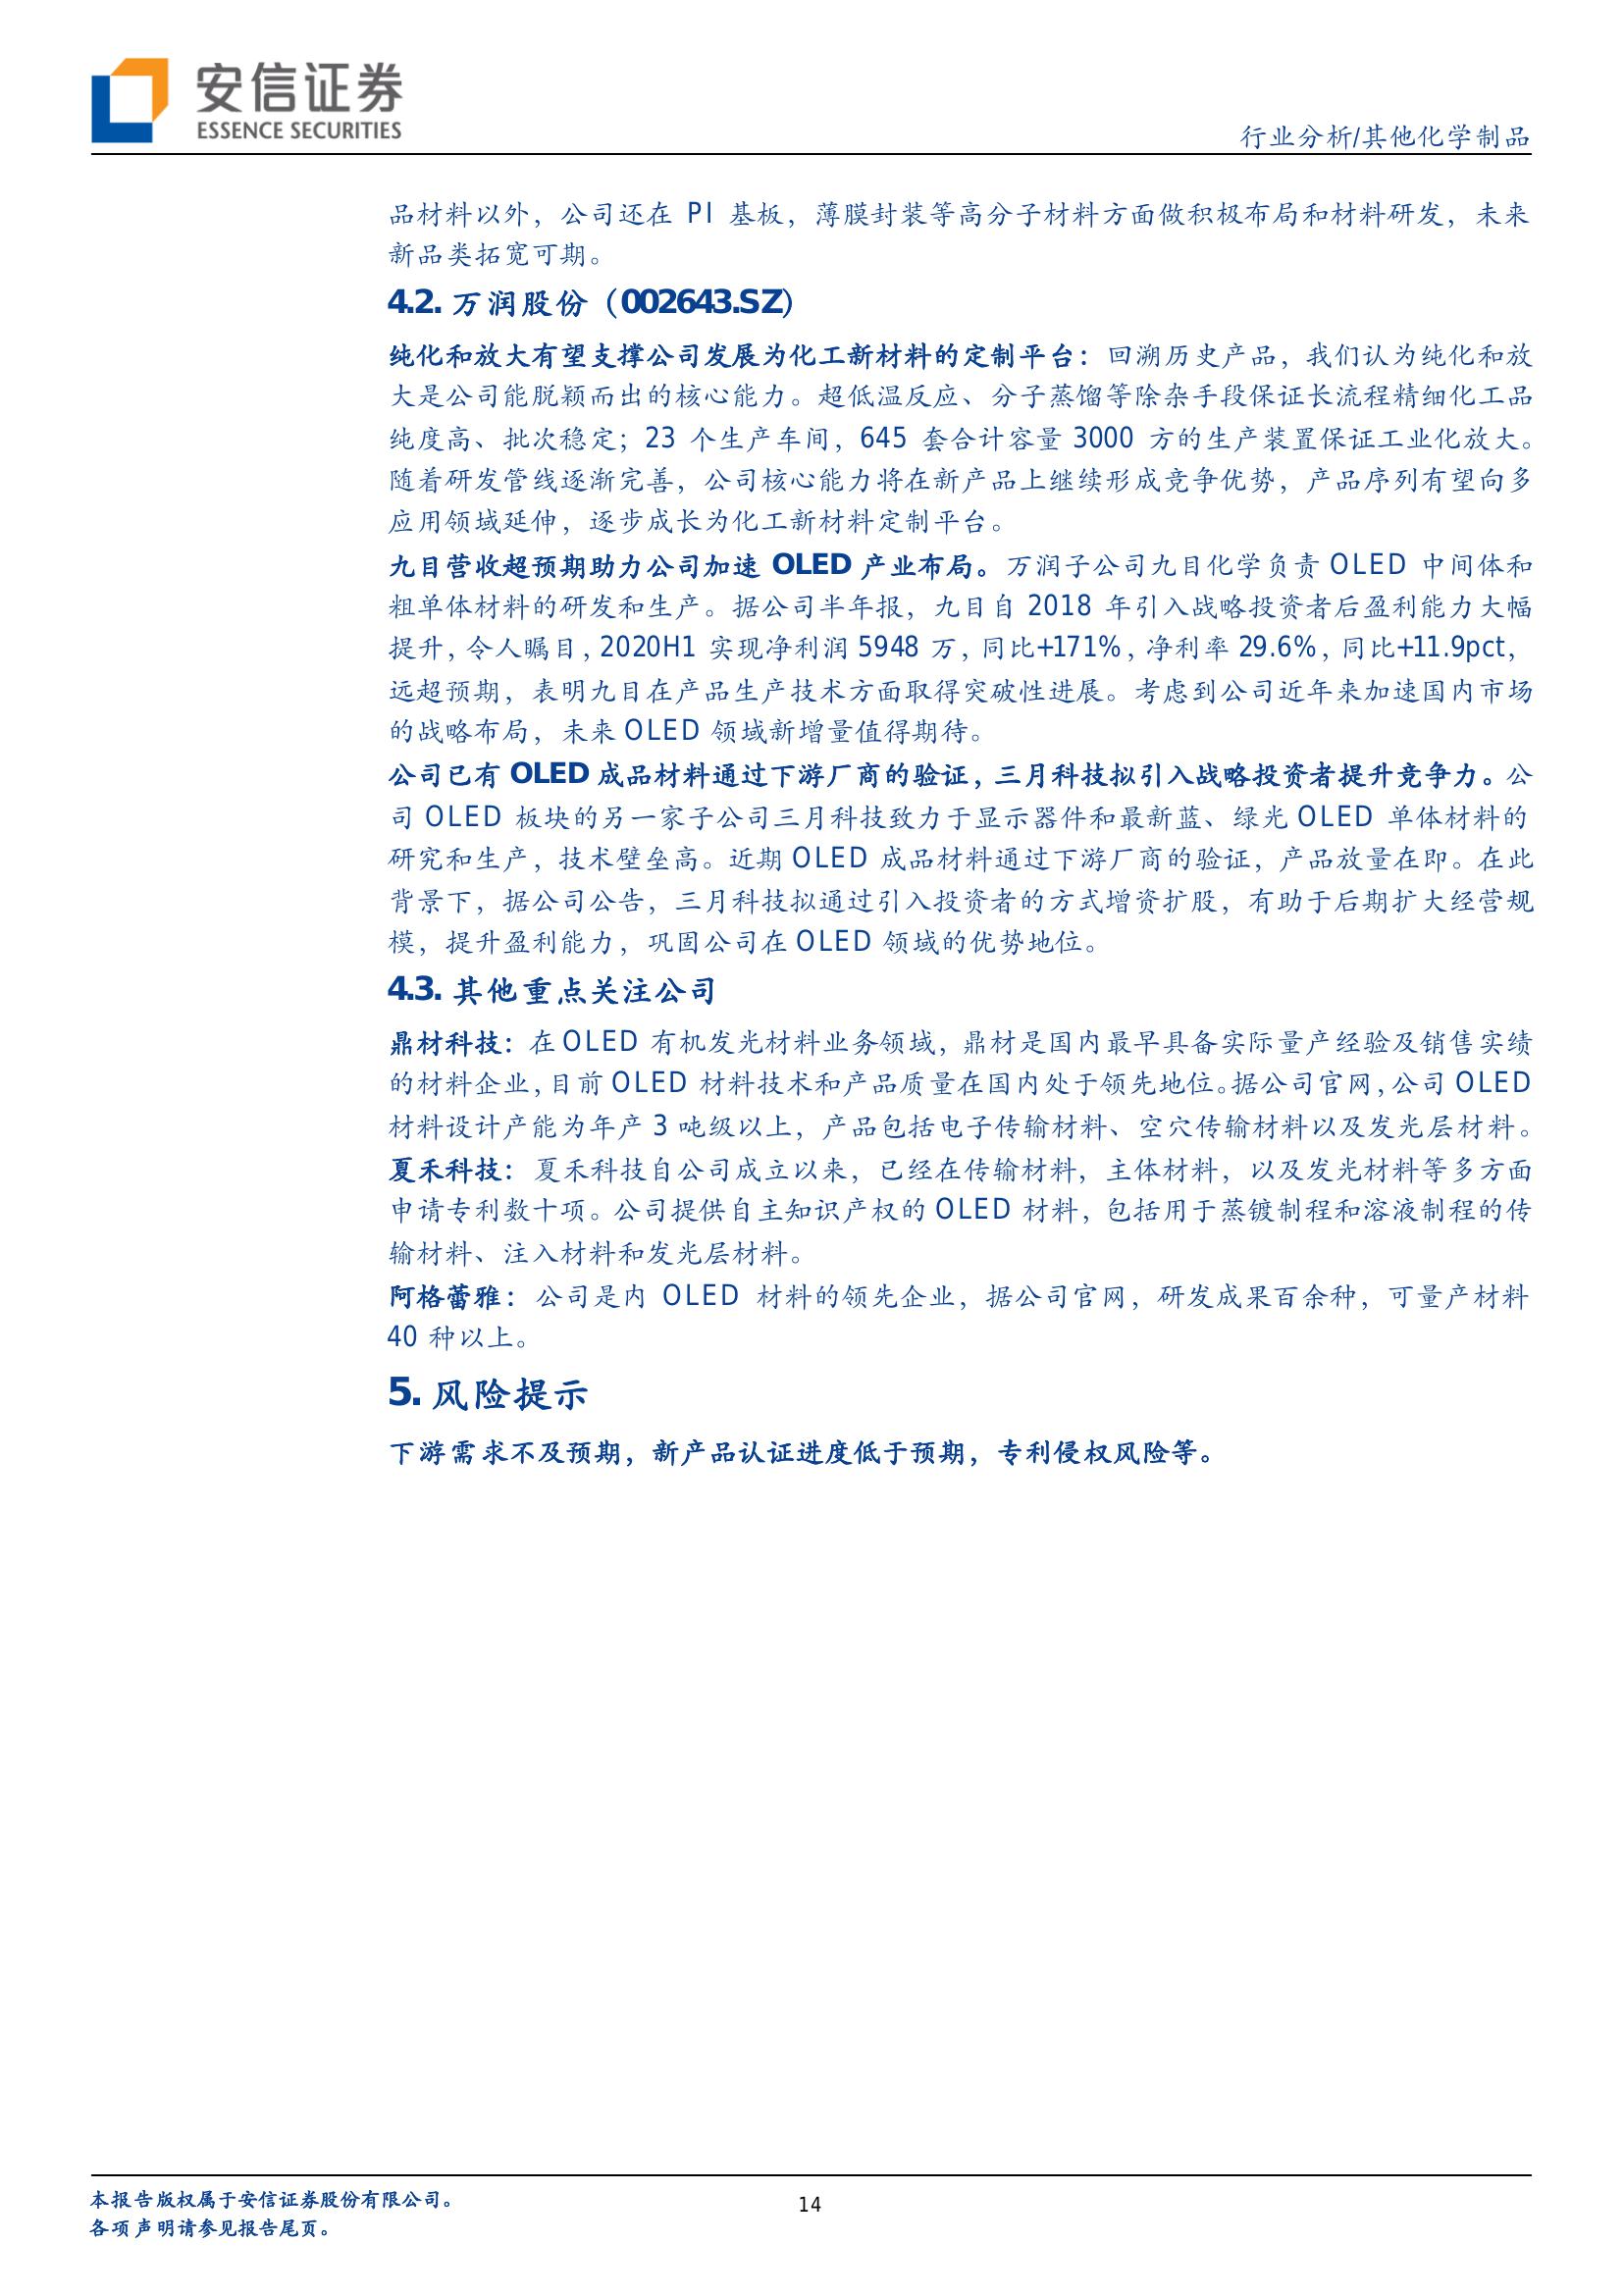 安信证券
ESSENCE SECURITIES
行业分析/其他化学制品
品材料以外，公司还在 PI 基板，薄膜封装等高分子材料方面做积极布局和材料研发，未来
新品类拓宽可期。
4.2. 万润股份（002643.SZ）
纯化和放大有望支撑公司发展为化工新材料的定制平台：回溯历史产品，我们认为纯化和放
大是公司能脱颖而出的核心能力。超低温反应、分子蒸馏等除杂手段保证长流程精细化工品
纯度高、批次稳定；23 个生产车间，645 套合计容量 3000 方的生产装置保证工业化放大。
随着研发管线逐渐完善，公司核心能力将在新产品上继续形成竞争优势，产品序列有望向多
应用领域延伸，逐步成长为化工新材料定制平台。
九目营收超预期助力公司加速 OLED 产业布局。万润子公司九目化学负责 OLED 中间体和
粗单体材料的研发和生产。据公司半年报，九目自 2018 年引入战略投资者后盈利能力大幅
提升，令人瞩目，2020H1 实现净利润 5948 万，同比+171%，净利率 29.6%，同比+11.9pct，
远超预期，表明九目在产品生产技术方面取得突破性进展。考虑到公司近年来加速国内市场
的战略布局，未来 OLED 领域新增量值得期待。
公司已有 OLED 成品材料通过下游厂商的验证，三月科技拟引入战略投资者提升竞争力。公
司 OLED 板块的另一家子公司三月科技致力于显示器件和最新蓝、绿光 OLED 单体材料的
研究和生产，技术壁垒高。近期 OLED 成品材料通过下游厂商的验证，产品放量在即。在此
背景下，据公司公告，三月科技拟通过引入投资者的方式增资扩股，有助于后期扩大经营规
模，提升盈利能力，巩固公司在 OLED 领域的优势地位。
4.3. 其他重点关注公司
鼎材科技：在 OLED 有机发光材料业务领域，鼎材是国内最早具备实际量产经验及销售实绩
的材料企业，目前 OLED 材料技术和产品质量在国内处于领先地位。据公司官网，公司 OLED
材料设计产能为年产 3 吨级以上，产品包括电子传输材料、空穴传输材料以及发光层材料。
夏禾科技：夏禾科技自公司成立以来，已经在传输材料，主体材料，以及发光材料等多方面
申请专利数十项。公司提供自主知识产权的 OLED 材料，包括用于蒸镀制程和溶液制程的传
输材料、注入材料和发光层材料。
阿格蕾雅：公司是内 OLED 材料的领先企业，据公司官网，研发成果百余种，可量产材料
40 种以上。
5. 风险提示
下游需求不及预期，新产品认证进度低于预期，专利侵权风险等。
本报告版权属于安信证券股份有限公司。
14
各项声明请参见报告尾页。